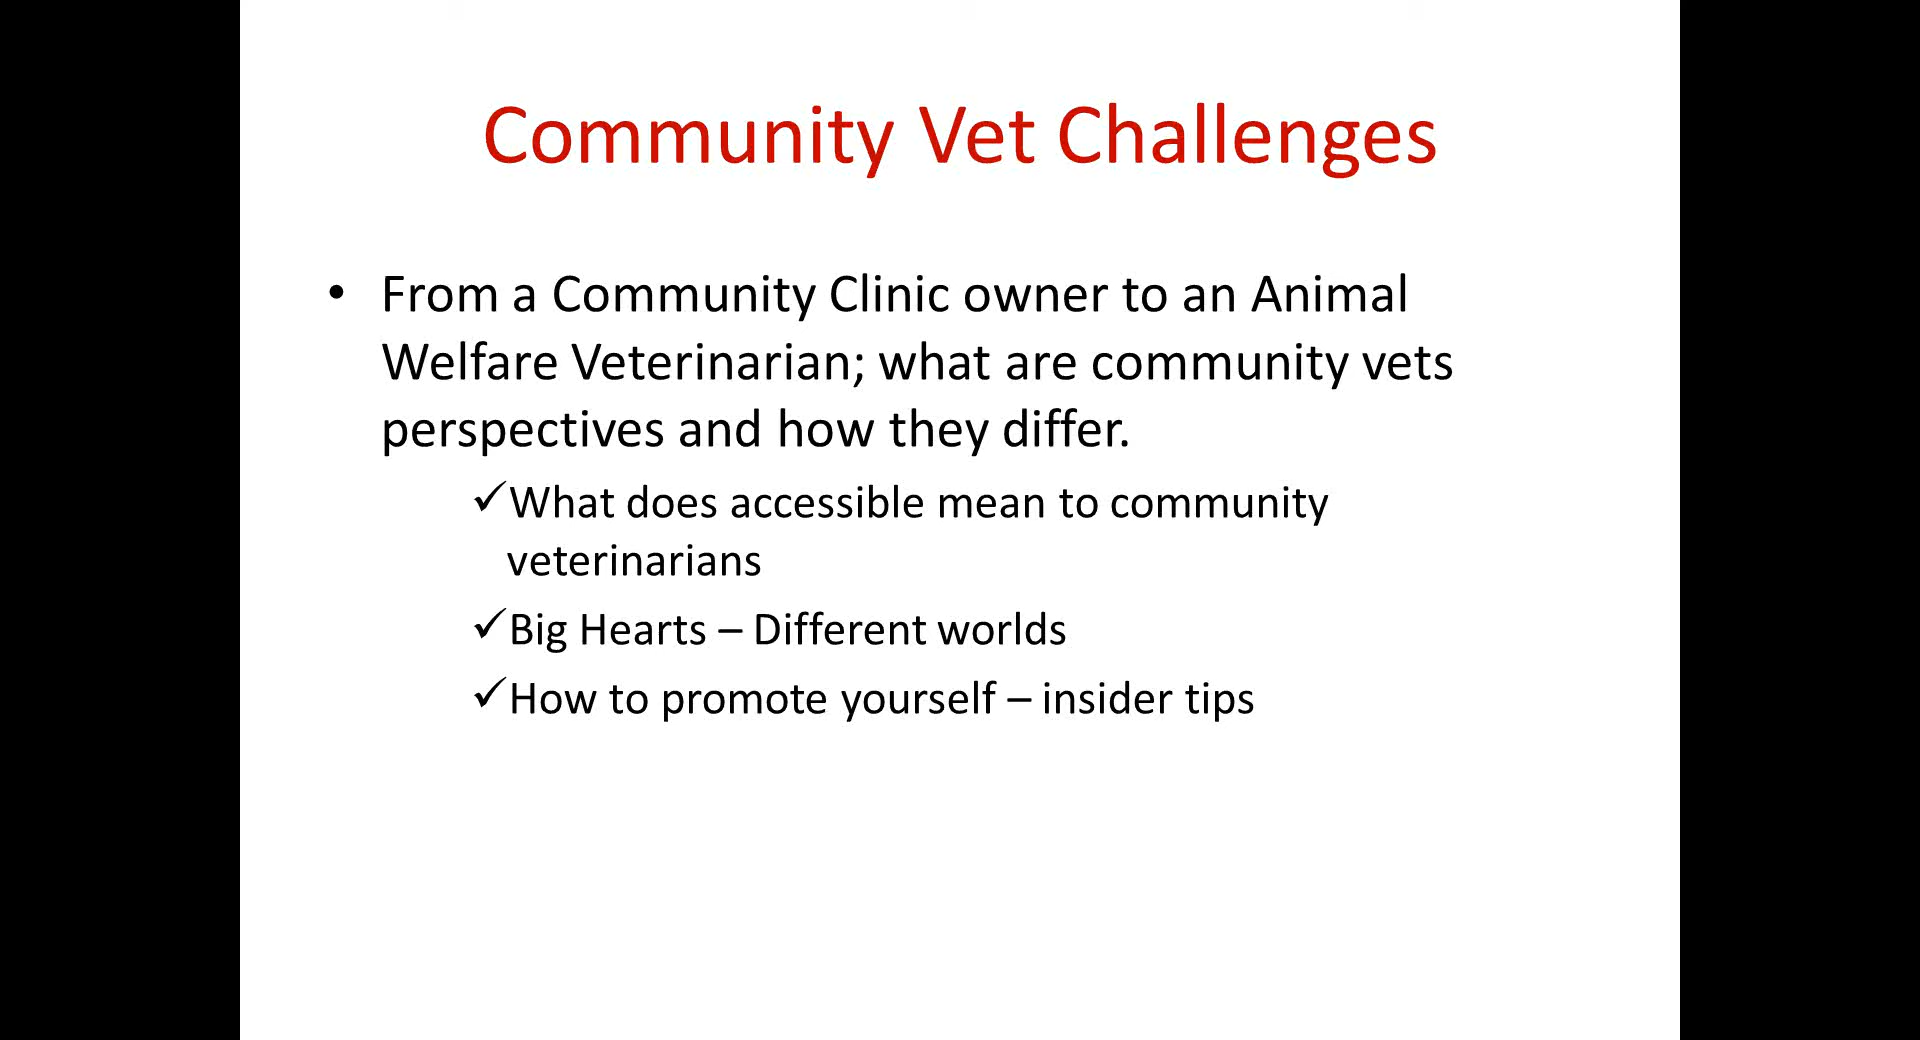 Community Vet Challenges
• From a Community Clinic owner to an Animal
Welfare Veterinarian; what are community vets
perspectives and how they differ.
✓What does accessible mean to community
veterinarians
✓Big Hearts – Different worlds
✓How to promote yourself – insider tips